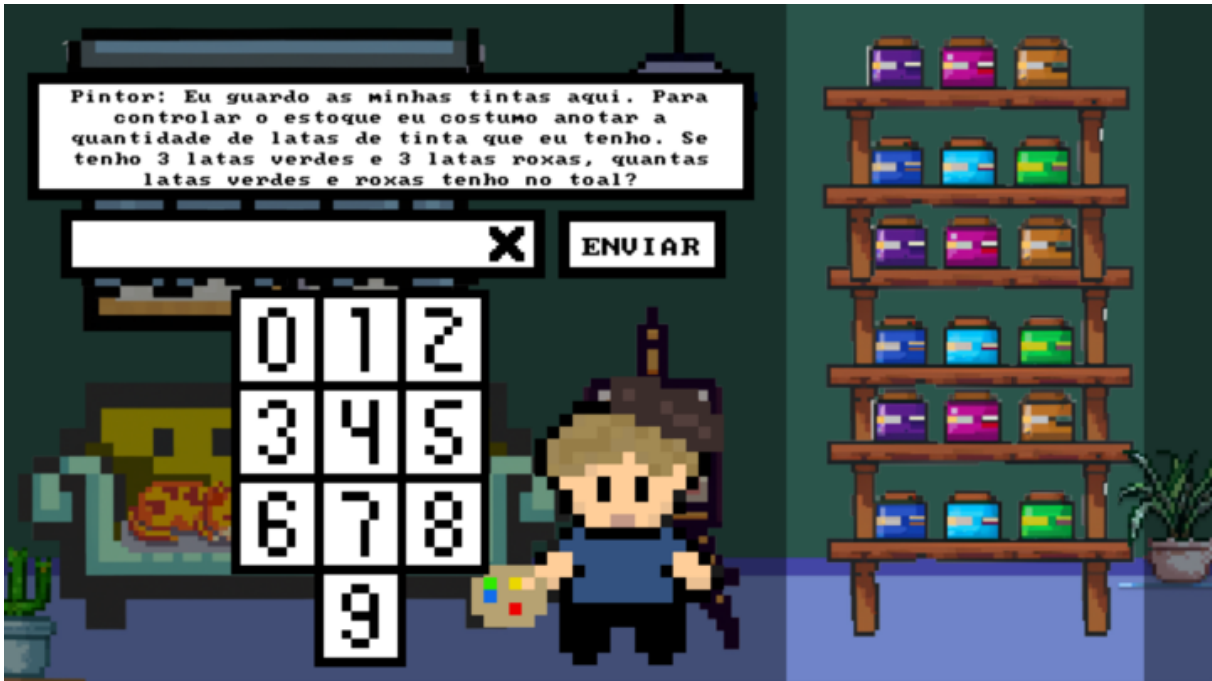 Pintor: Eu guardo as minhas tintas aqui. Para
controlar o estoque eu costumo anotar a
quantidade de latas de tinta que eu tenho. Se
tenho 3 latas verdes e 3 latas roxas, quantas
latas verdes e roxas tenho no toal?
X ENVIAR
0 1 2
3 4 5
6 7 8
9